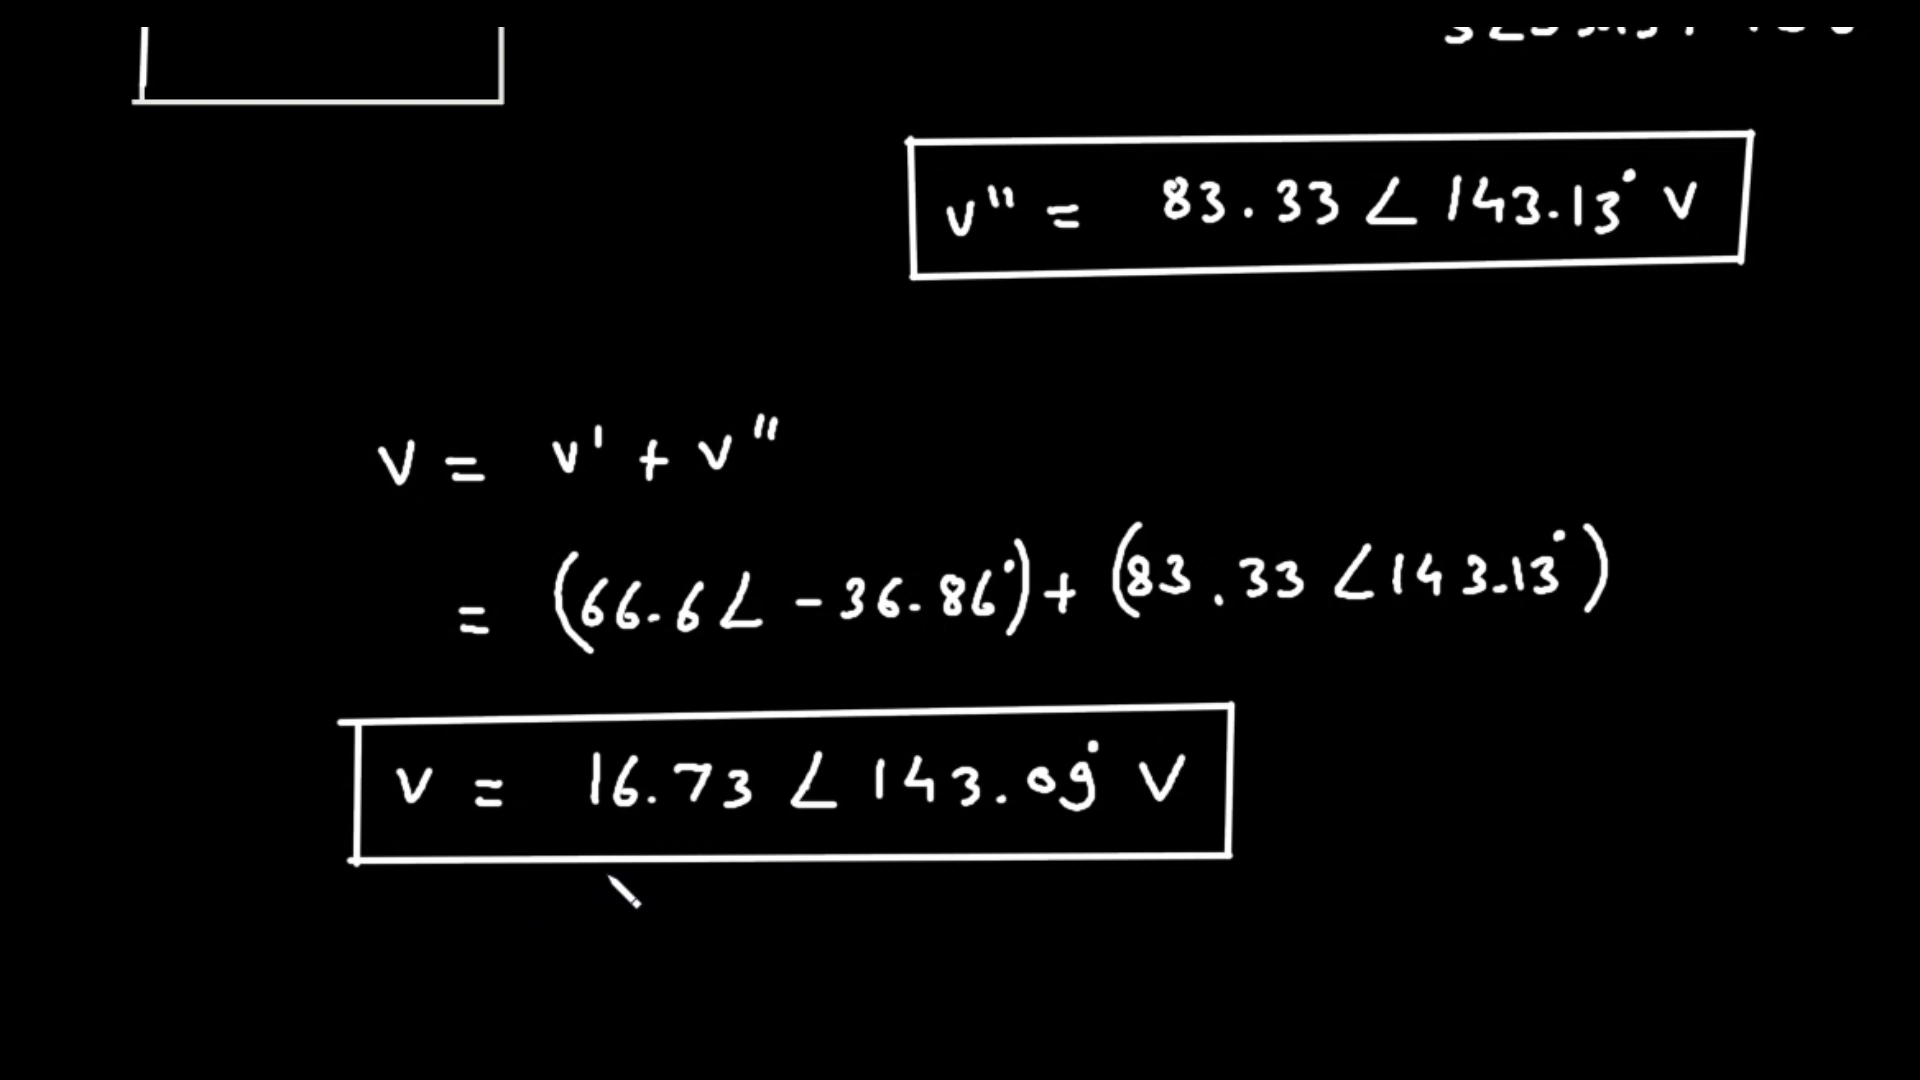 v'' = 83.33 ∠ 143.13° V
V = v' + v''
= (66.6 ∠ - 36.86°) + (83.33 ∠ 143.13°)
V = 16.73 ∠ 143.09° V